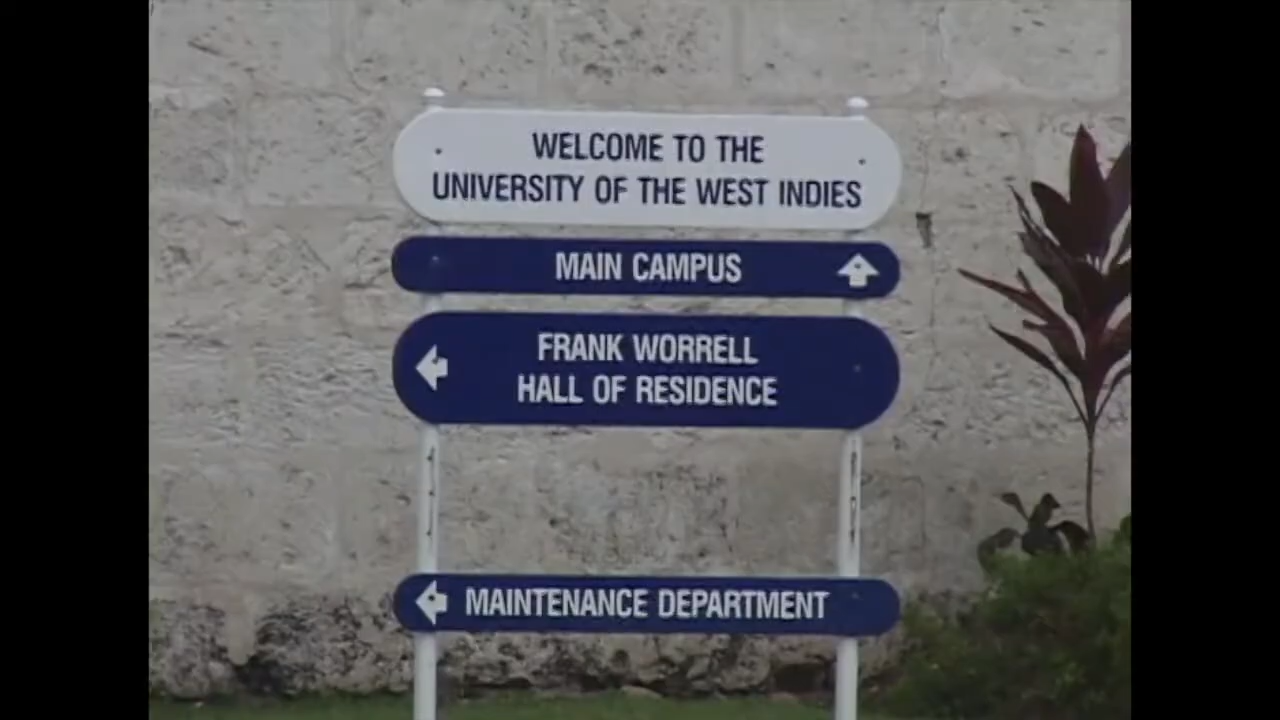 WELCOME TO THE
UNIVERSITY OF THE WEST INDIES
MAIN CAMPUS
FRANK WORRELL
HALL OF RESIDENCE
MAINTENANCE DEPARTMENT